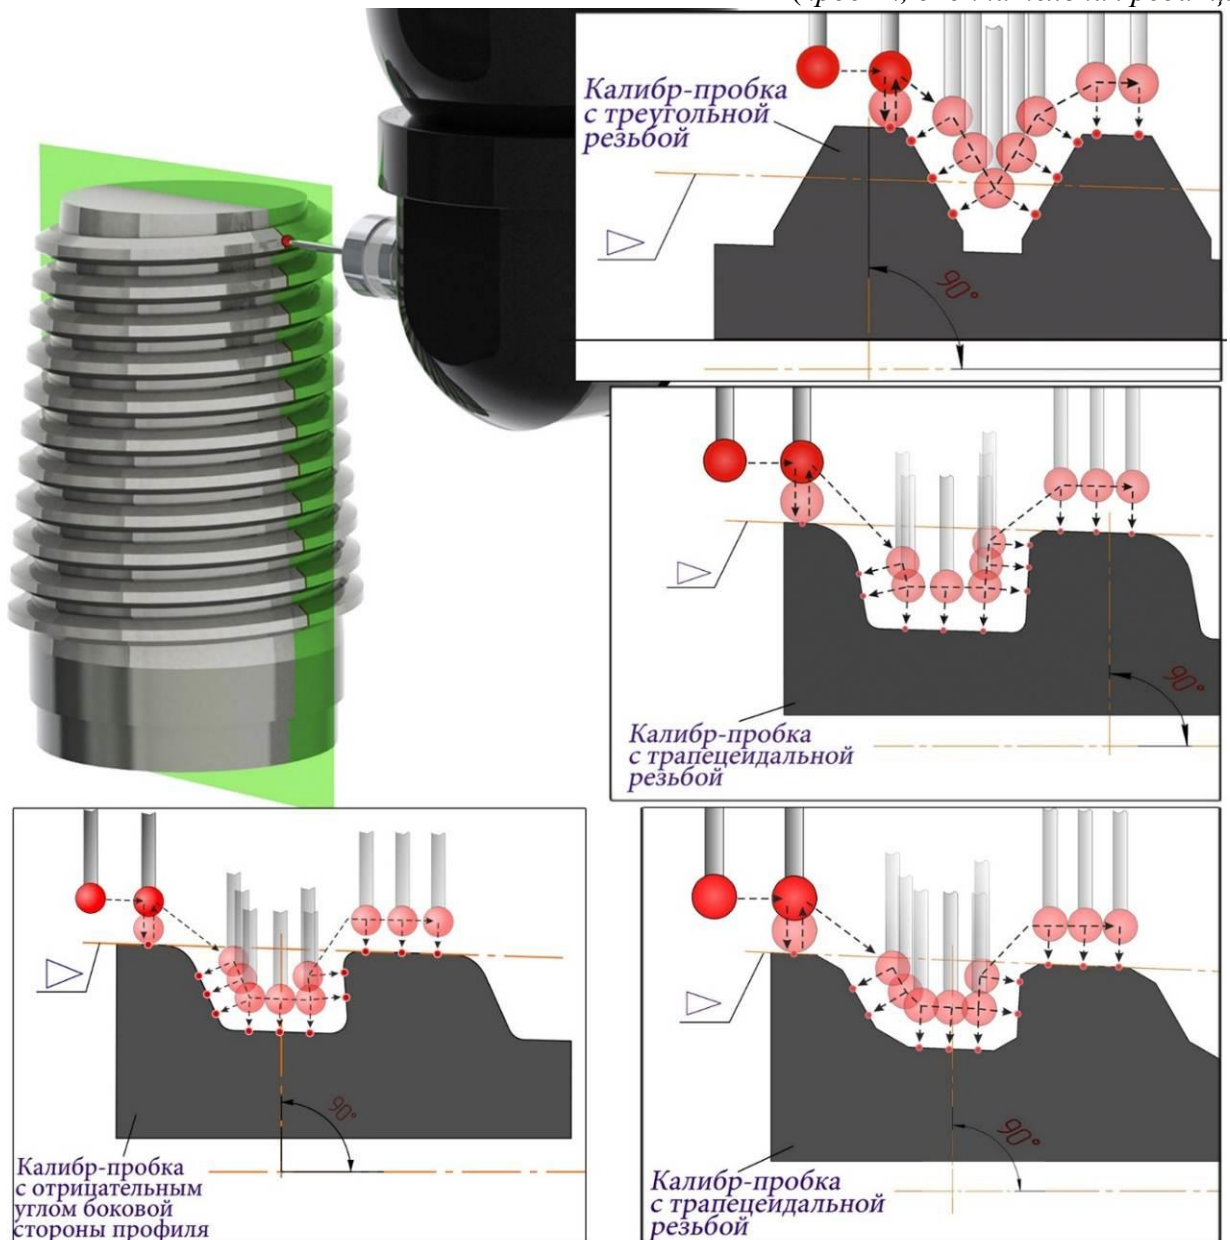 Калибр-пробка
с треугольной
резьбой
90°
90°
Калибр-пробка
с трапецеидальной
резьбой
90°
Калибр-пробка
с отрицательным
углом боковой
стороны профиля
90°
Калибр-пробка
с трапецеидальной
резьбой